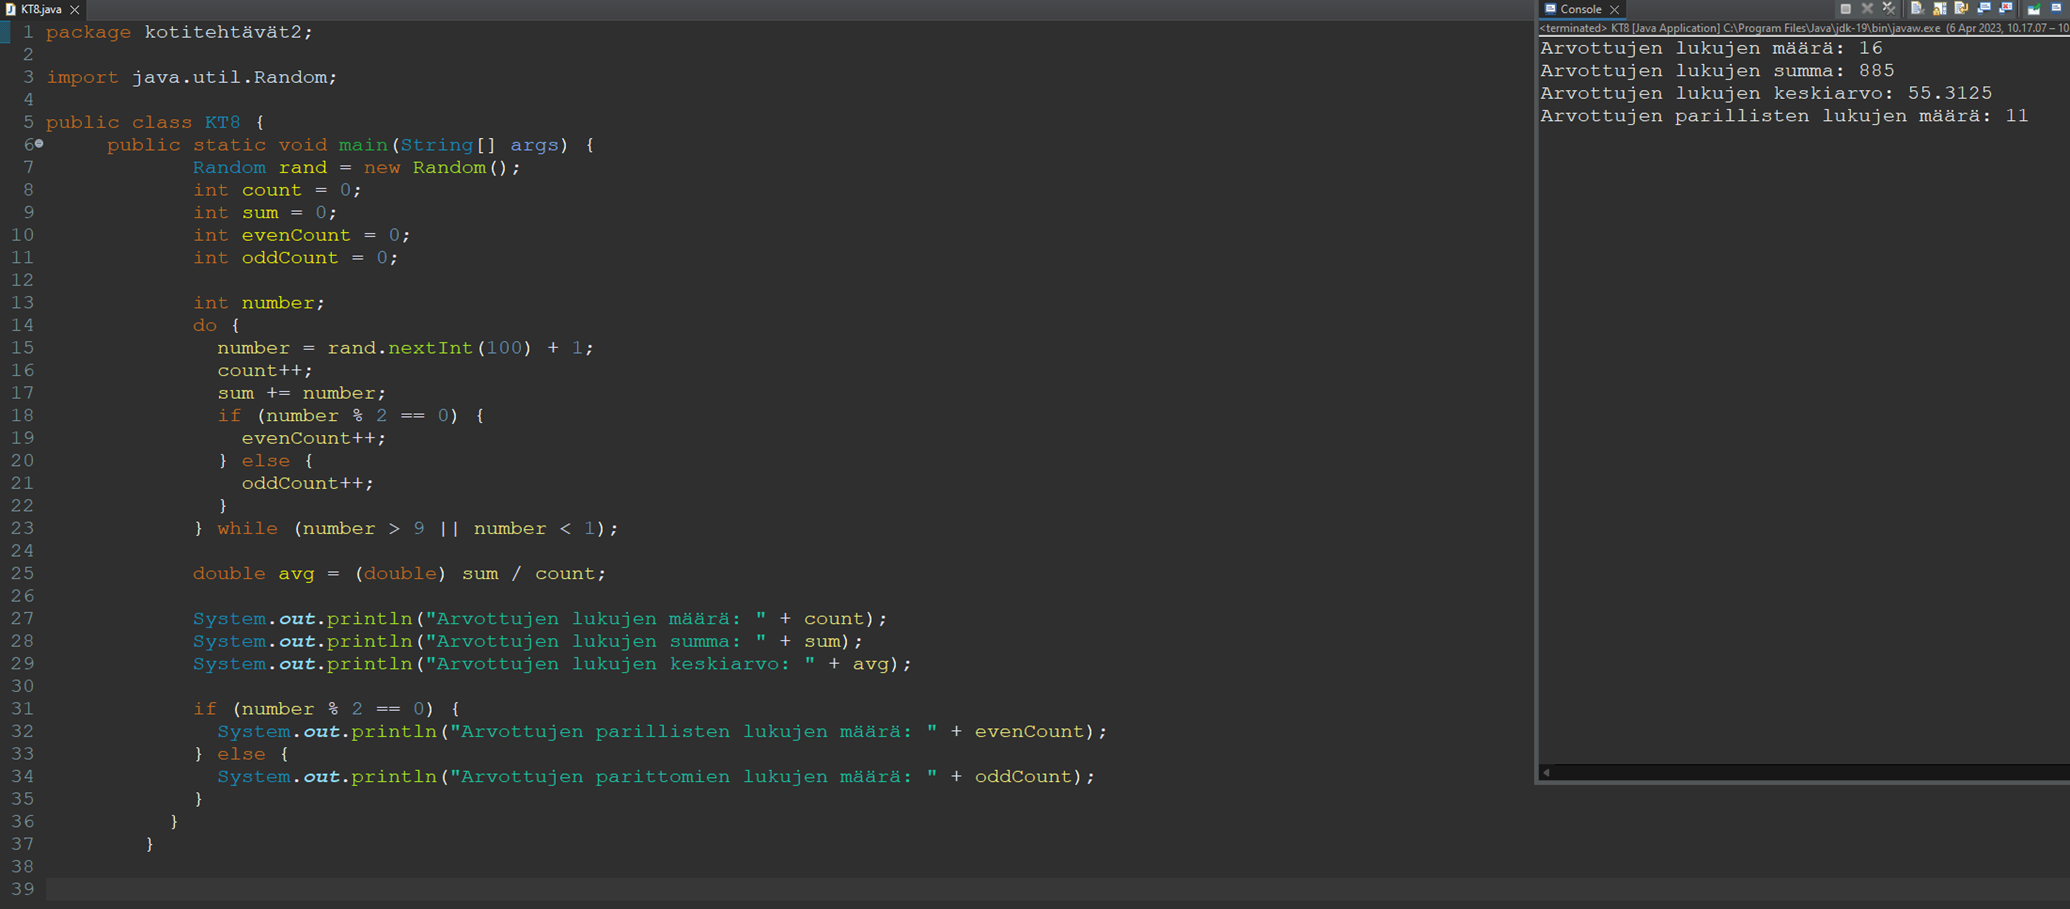 KT8.java
1 package kotitehtävät2;
2
3 import java.util.Random;
4
5 public class KT8 {
6 public static void main(String[] args) {
7 Random rand = new Random();
8 int count = 0;
9 int sum = 0;
10 int evenCount = 0;
11 int oddCount = 0;
12
13 int number;
14 do {
15 number = rand.nextInt(100) + 1;
16 count++;
17 sum += number;
18 if (number % 2 == 0) {
19 evenCount++;
20 } else {
21 oddCount++;
22 }
23 } while (number > 9 || number < 1);
24
25 double avg = (double) sum / count;
26
27 System.out.println("Arvottujen lukujen määrä: " + count);
28 System.out.println("Arvottujen lukujen summa: " + sum);
29 System.out.println("Arvottujen lukujen keskiarvo: " + avg);
30
31 if (number % 2 == 0) {
32 System.out.println("Arvottujen parillisten lukujen määrä: " + evenCount);
33 } else {
34 System.out.println("Arvottujen parittomien lukujen määrä: " + oddCount);
35 }
36 }
37 }
38
39
Console
<terminated> KT8 [Java Application] C:\Program Files\Java\jdk-19\bin\javaw.exe (6 Apr 2023, 10.17.07 – 10
Arvottujen lukujen määrä: 16
Arvottujen lukujen summa: 885
Arvottujen lukujen keskiarvo: 55.3125
Arvottujen parillisten lukujen määrä: 11